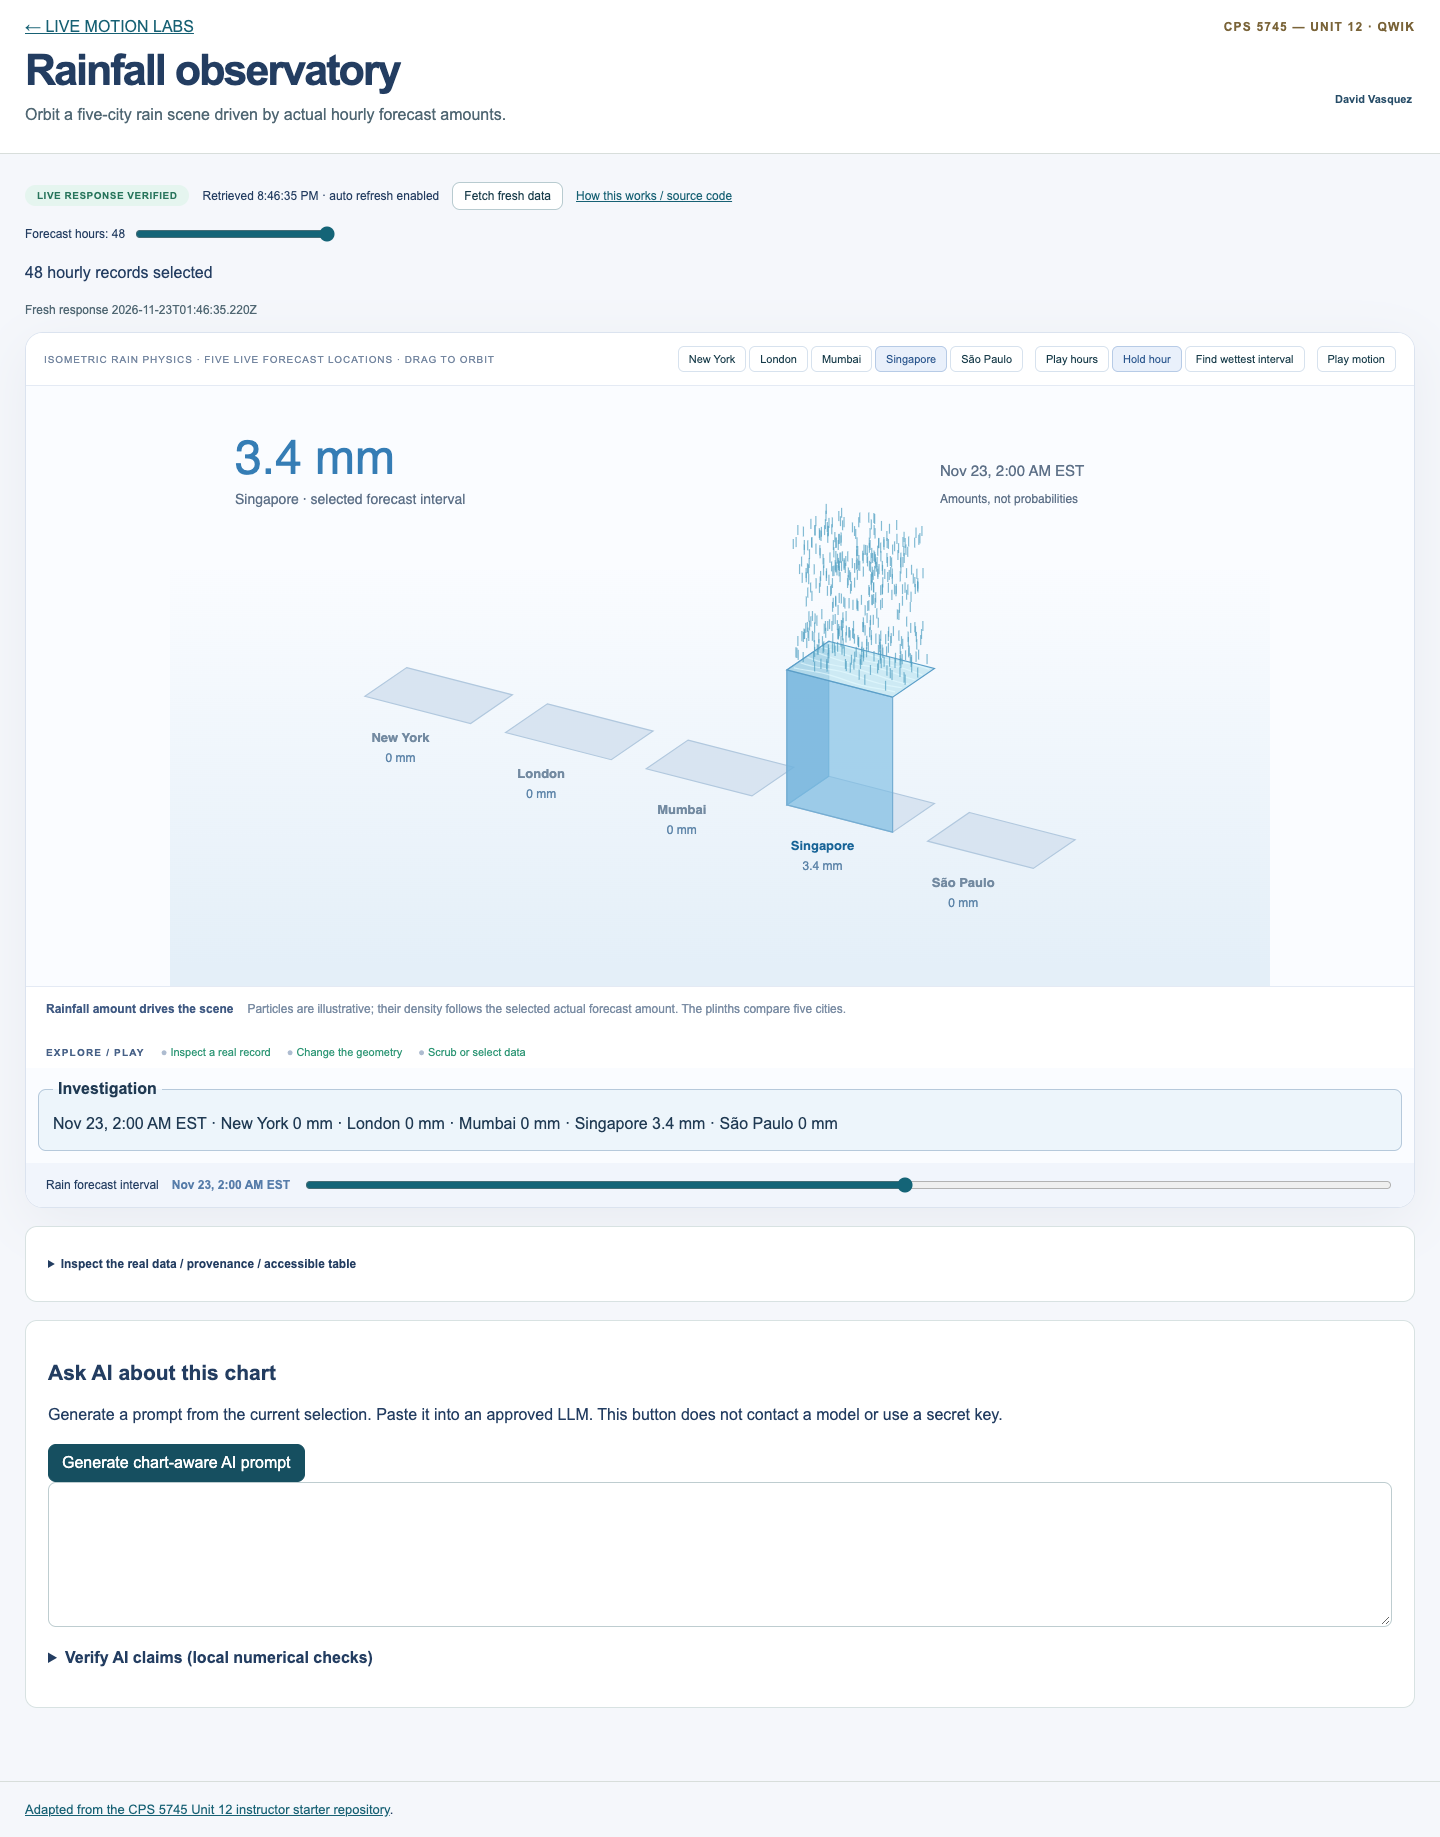 ← LIVE MOTION LABS
CPS 5745 — UNIT 12 · QWIK
Rainfall observatory
David Vasquez
Orbit a five-city rain scene driven by actual hourly forecast amounts.
LIVE RESPONSE VERIFIED
Retrieved 8:46:35 PM · auto refresh enabled
Fetch fresh data
How this works / source code
Forecast hours: 48
48 hourly records selected
Fresh response 2026-11-23T01:46:35.220Z
ISOMETRIC RAIN PHYSICS · FIVE LIVE FORECAST LOCATIONS · DRAG TO ORBIT
New York
London
Mumbai
Singapore
São Paulo
Play hours
Hold hour
Find wettest interval
Play motion
3.4 mm
Singapore · selected forecast interval
Nov 23, 2:00 AM EST
Amounts, not probabilities
New York
0 mm
London
0 mm
Mumbai
0 mm
Singapore
3.4 mm
São Paulo
0 mm
Rainfall amount drives the scene
Particles are illustrative; their density follows the selected actual forecast amount. The plinths compare five cities.
EXPLORE / PLAY
● Inspect a real record
● Change the geometry
● Scrub or select data
Investigation
Nov 23, 2:00 AM EST · New York 0 mm · London 0 mm · Mumbai 0 mm · Singapore 3.4 mm · São Paulo 0 mm
Rain forecast interval
Nov 23, 2:00 AM EST
▶ Inspect the real data / provenance / accessible table
Ask AI about this chart
Generate a prompt from the current selection. Paste it into an approved LLM. This button does not contact a model or use a secret key.
Generate chart-aware AI prompt
▶ Verify AI claims (local numerical checks)
Adapted from the CPS 5745 Unit 12 instructor starter repository.